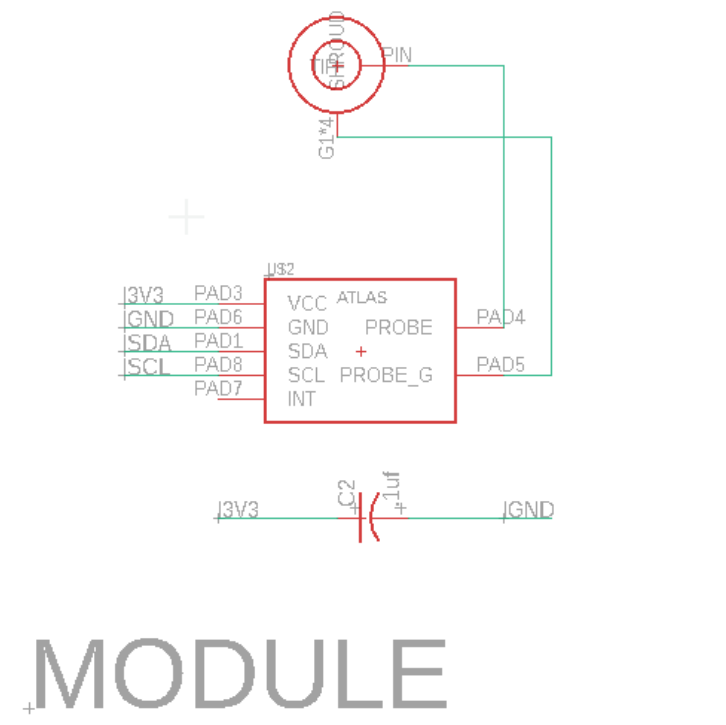 SHROUD
TIP
PIN
G1*4
U$2
3V3 PAD3 VCC ATLAS
GND PAD6 GND PROBE PAD4
SDA PAD1 SDA
SCL PAD8 SCL PROBE_G PAD5
PAD7 INT
C2 .1uf
3V3 GND
MODULE